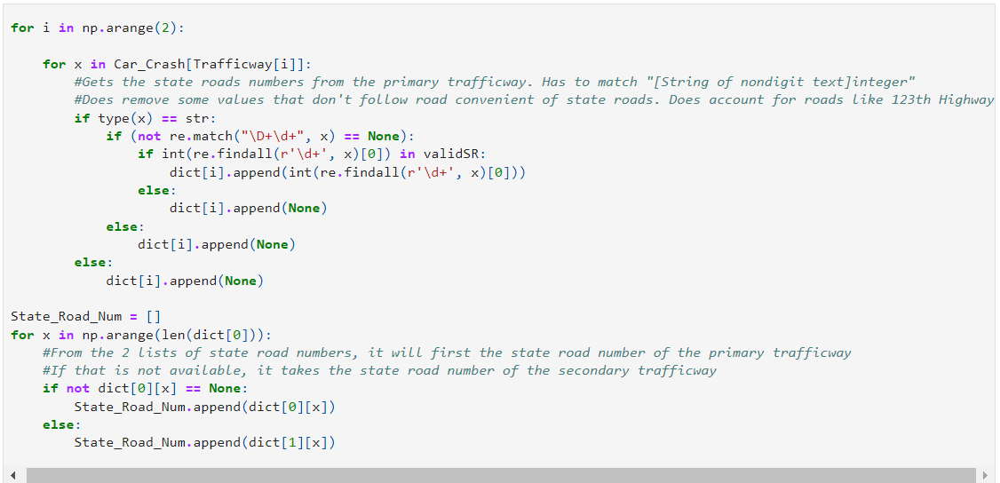 for i in np.arange(2):
for x in Car_Crash[Trafficway[i]]:
#Gets the state roads numbers from the primary trafficway. Has to match "[String of nondigit text]integer"
#Does remove some values that don't follow road convenient of state roads. Does account for roads like 123th Highway
if type(x) == str:
if (not re.match("\D+\d+", x) == None):
if int(re.findall(r'\d+', x)[0]) in validSR:
dict[i].append(int(re.findall(r'\d+', x)[0]))
else:
dict[i].append(None)
else:
dict[i].append(None)
else:
dict[i].append(None)
State_Road_Num = []
for x in np.arange(len(dict[0])):
#From the 2 lists of state road numbers, it will first the state road number of the primary trafficway
#If that is not available, it takes the state road number of the secondary trafficway
if not dict[0][x] == None:
State_Road_Num.append(dict[0][x])
else:
State_Road_Num.append(dict[1][x])